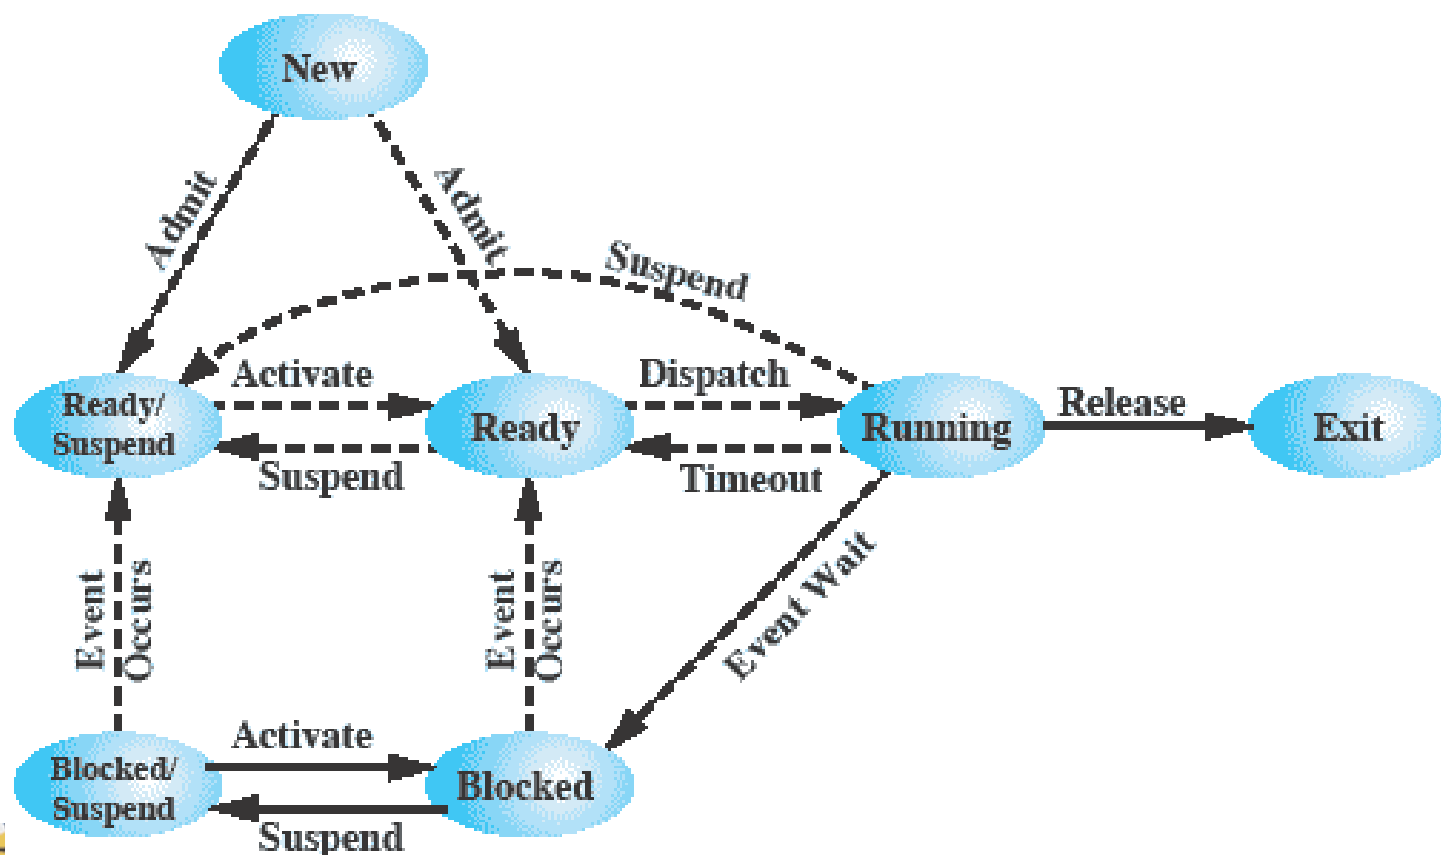 New
Admit
Admit
Suspend
Activate
Dispatch
Ready/
Suspend
Ready
Running
Release
Exit
Suspend
Timeout
Event
Occurs
Event
Occurs
Event Wait
Activate
Blocked/
Suspend
Blocked
Suspend